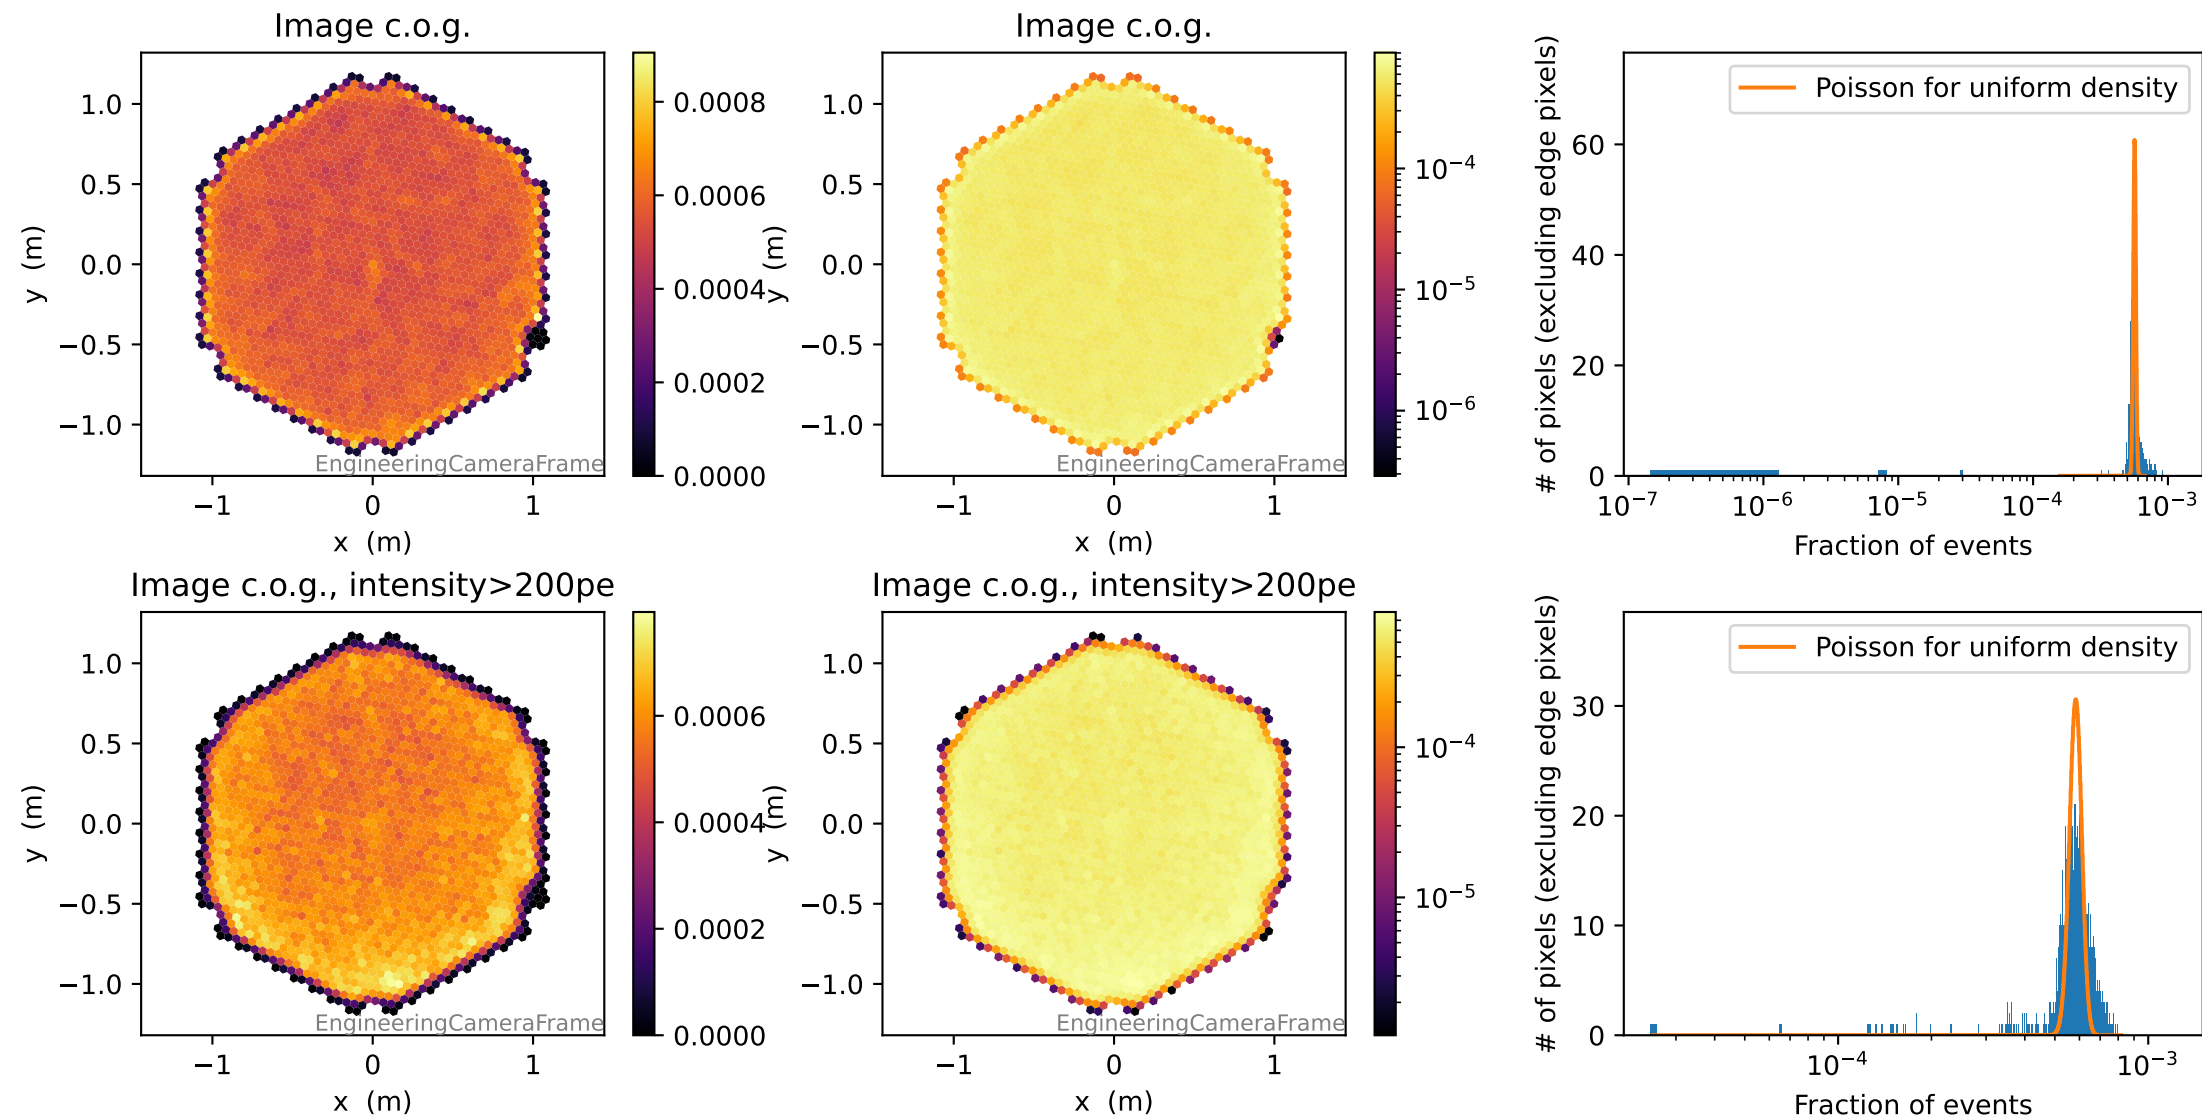 Image c.o.g.
1.0
0.5
0.0
−0.5
−1.0
y (m)
−1 0 1
x (m)
EngineeringCameraFrame
0.0008
0.0006
0.0004
0.0002
0.0000
Image c.o.g.
1.0
0.5
0.0
−0.5
−1.0
y (m)
−1 0 1
x (m)
EngineeringCameraFrame
10⁻⁴
10⁻⁵
10⁻⁶
Poisson for uniform density
# of pixels (excluding edge pixels)
60
40
20
0
10⁻⁷ 10⁻⁶ 10⁻⁵ 10⁻⁴ 10⁻³
Fraction of events
Image c.o.g., intensity>200pe
1.0
0.5
0.0
−0.5
−1.0
y (m)
−1 0 1
x (m)
EngineeringCameraFrame
0.0006
0.0004
0.0002
0.0000
Image c.o.g., intensity>200pe
1.0
0.5
0.0
−0.5
−1.0
y (m)
−1 0 1
x (m)
EngineeringCameraFrame
10⁻⁴
10⁻⁵
Poisson for uniform density
# of pixels (excluding edge pixels)
30
20
10
0
10⁻⁴ 10⁻³
Fraction of events